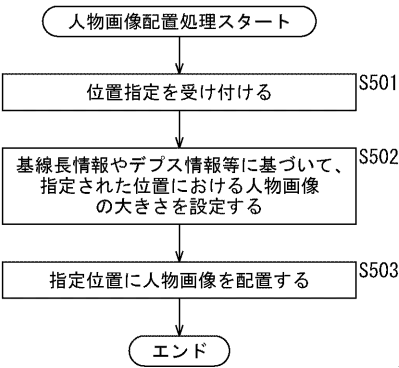 人物画像配置処理スタート
S501
位置指定を受け付ける
S502
基線長情報やデプス情報等に基づいて、
指定された位置における人物画像
の大きさを設定する
S503
指定位置に人物画像を配置する
エンド